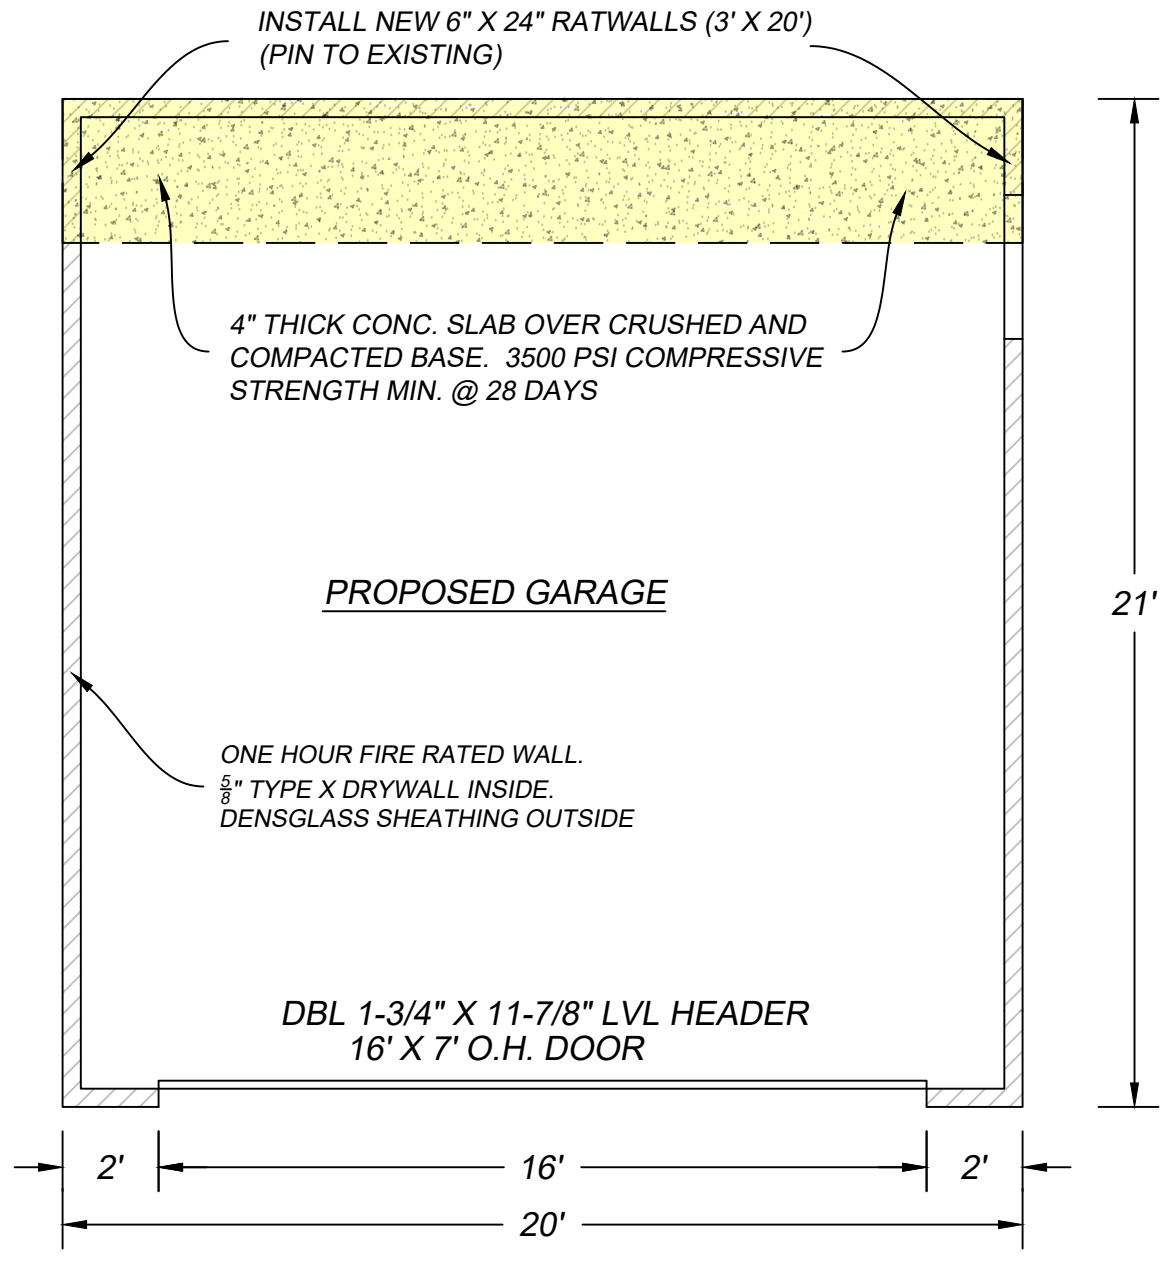 INSTALL NEW 6" X 24" RATWALLS (3' X 20')
(PIN TO EXISTING)
4" THICK CONC. SLAB OVER CRUSHED AND
COMPACTED BASE. 3500 PSI COMPRESSIVE
STRENGTH MIN. @ 28 DAYS
PROPOSED GARAGE
21'
ONE HOUR FIRE RATED WALL.
5/8" TYPE X DRYWALL INSIDE.
DENSGLASS SHEATHING OUTSIDE
DBL 1-3/4" X 11-7/8" LVL HEADER
16' X 7' O.H. DOOR
2' 16' 2'
20'